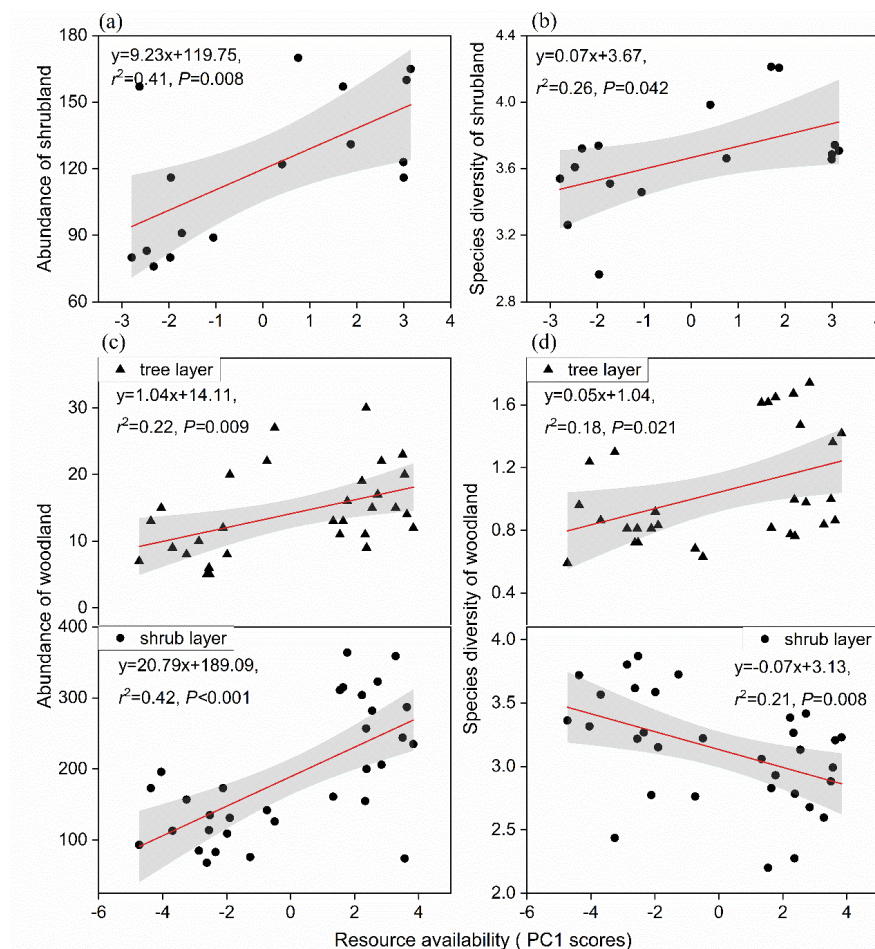 (a)
y=9.23x+119.75,
r²=0.41, P=0.008
Abundance of shrubland
180
150
120
90
60
-3 -2 -1 0 1 2 3 4
(b)
y=0.07x+3.67,
r²=0.26, P=0.042
Species diversity of shrubland
4.4
4.0
3.6
3.2
2.8
-3 -2 -1 0 1 2 3 4
(c)
tree layer
y=1.04x+14.11,
r²=0.22, P=0.009
30
20
10
0
Abundance of woodland
shrub layer
y=20.79x+189.09,
r²=0.42, P<0.001
400
300
200
100
-6 -4 -2 0 2 4
(d)
tree layer
y=0.05x+1.04,
r²=0.18, P=0.021
1.6
1.2
0.8
0.4
Species diversity of woodland
shrub layer
y=-0.07x+3.13,
r²=0.21, P=0.008
4.0
3.5
3.0
2.5
2.0
-6 -4 -2 0 2 4
Resource availability ( PC1 scores)